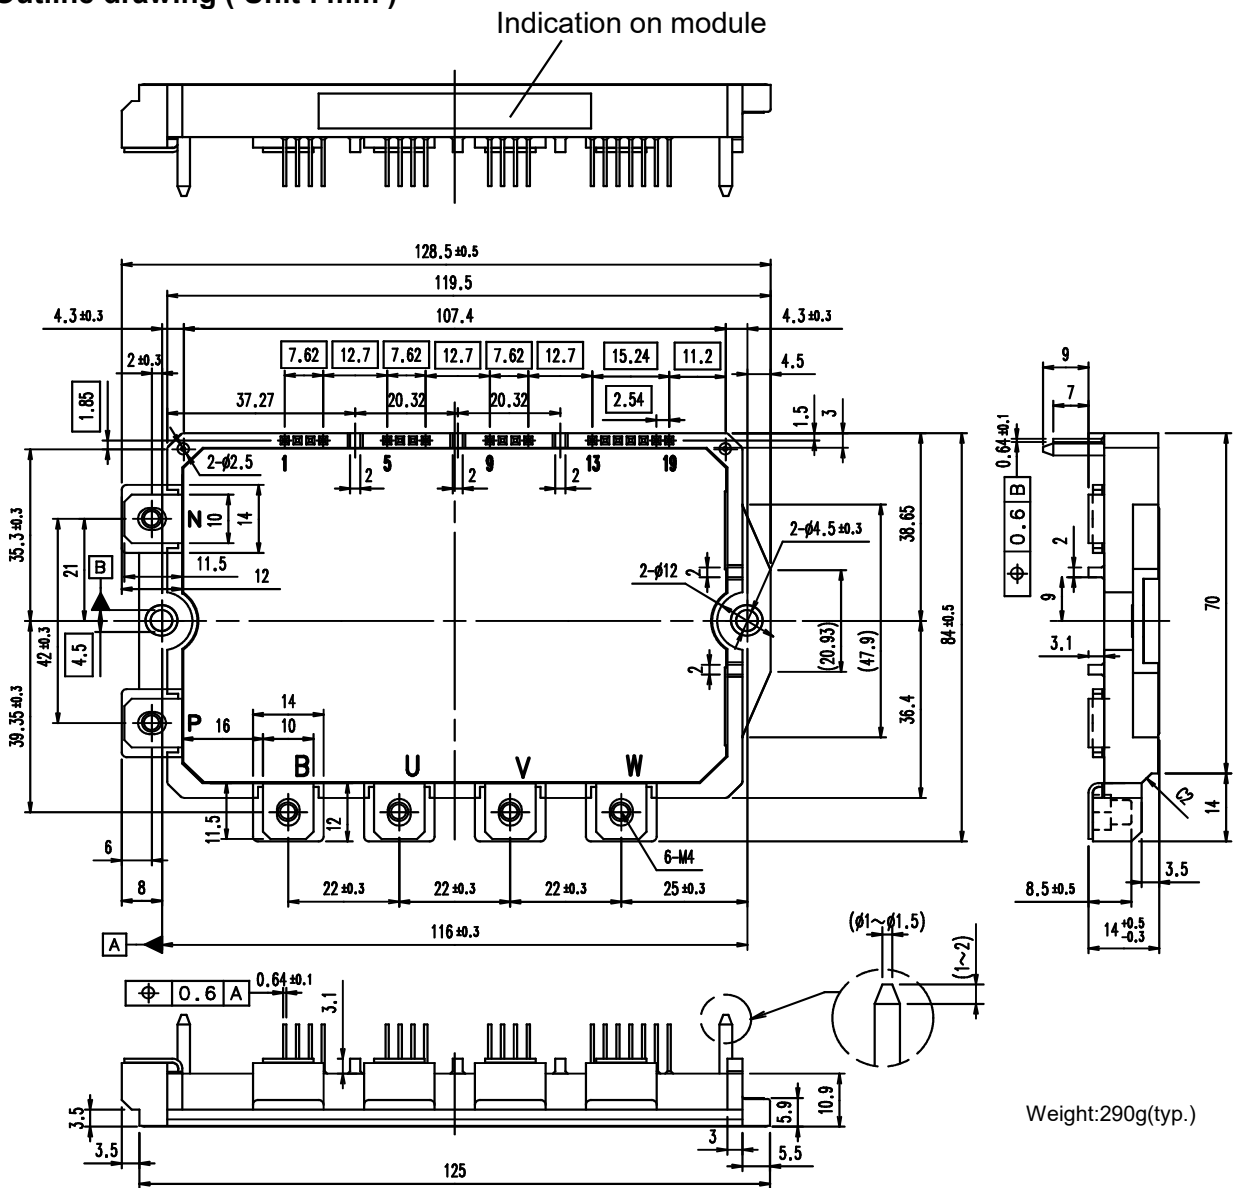 Outline drawing ( Unit : mm )
Indication on module
128.5 ±0.5
119.5
4.3 ±0.3 107.4 4.3 ±0.3
7.62 12.7 7.62 12.7 7.62 12.7 15.24 11.2
2 ±0.3 4.5
37.27 20.32 20.32 2.54
1.85 1.5 3
1 5 9 13 19
2-ø2.5 2 2 2
N 10 14
11.5
12
35.3 ±0.3
21
B
42 ±0.3
4.5
39.35 ±0.3
P
2-ø4.5 ±0.3
2-ø12
2
2
(20.93)
(47.9)
38.65
36.4
84 ±0.5
14
16 10
B U V W
11.5 12
6-M4
6
8
22 ±0.3 22 ±0.3 22 ±0.3 25 ±0.3
A 116 ±0.3
9
7
0.64 ±0.1
⌖ 0.6 B
2
9
3.1
70
C2
14
3.5
8.5 ±0.5
14 +0.5 -0.3
(ø1~ø1.5)
(1~2)
⌖ 0.6 A 0.64 ±0.1
3.1
3.5
3.5
125
3
5.5
5.9
10.9
Weight:290g(typ.)